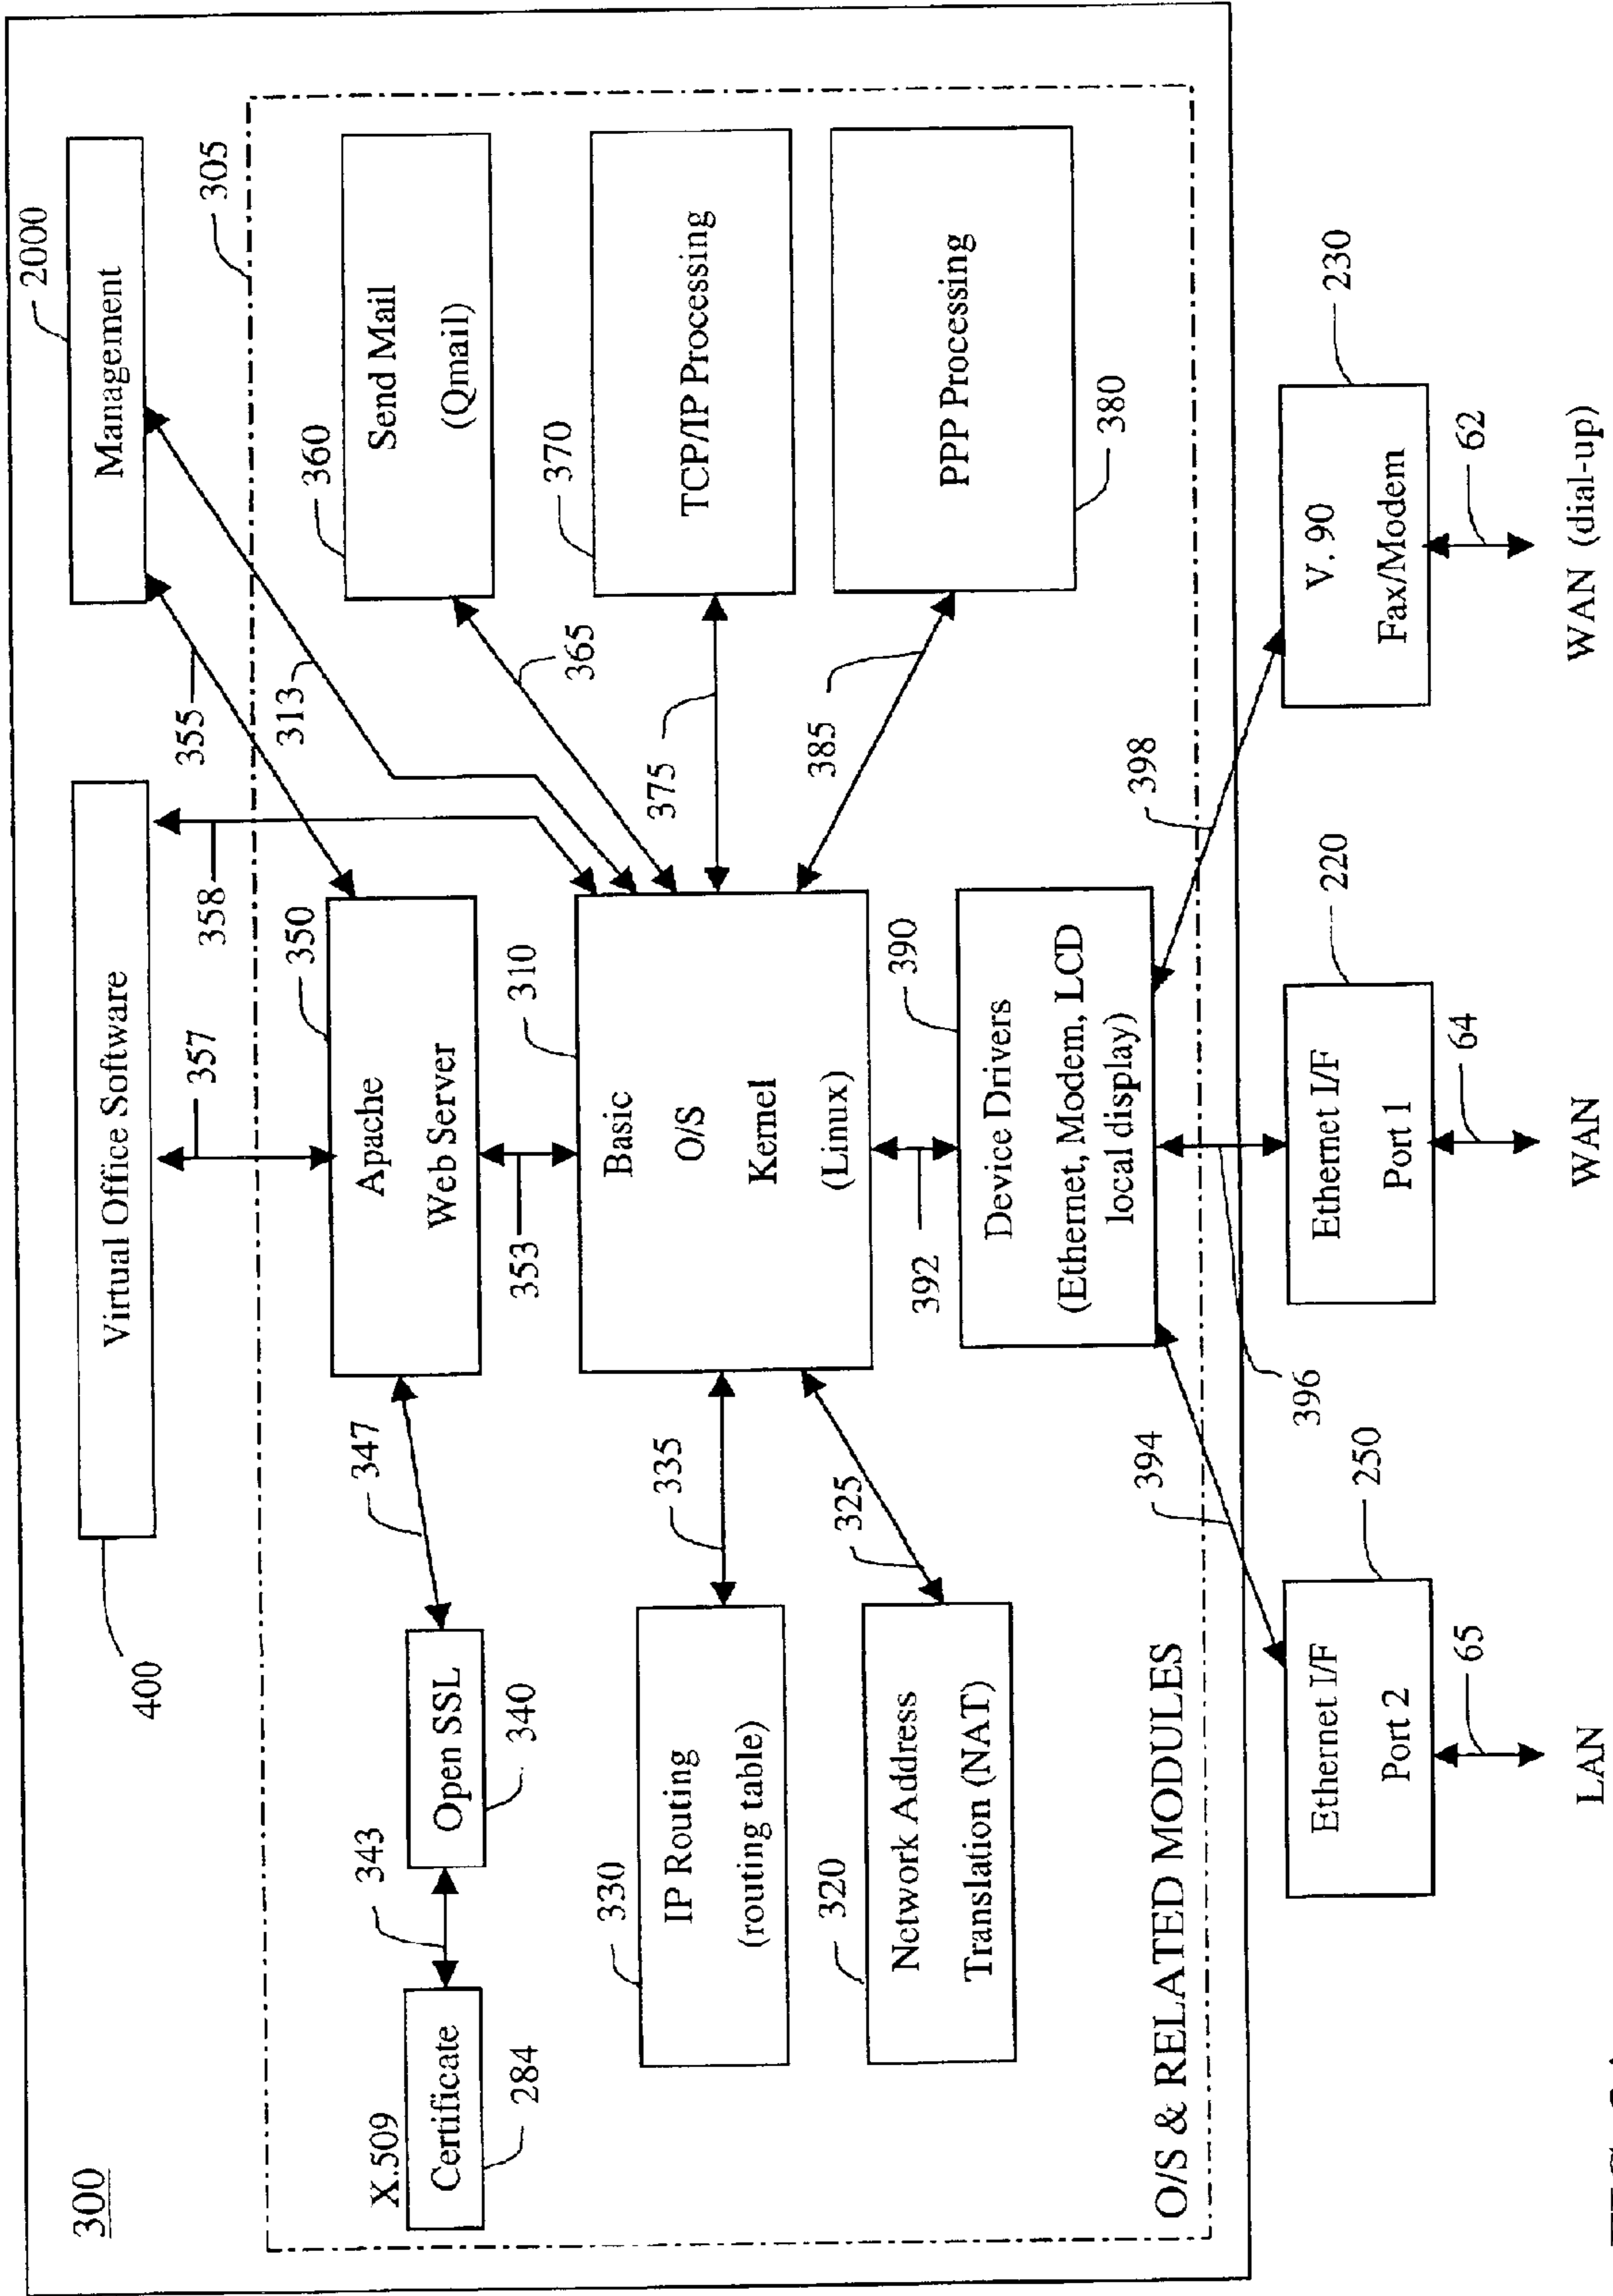 300
400
Virtual Office Software
2000
Management
357
358
355
313
305
X.509
Certificate
284
343
Open SSL
340
347
350
Apache
Web Server
353
360
Send Mail
(Qmail)
365
330
IP Routing
(routing table)
335
310
Basic
O/S
Kernel
(Linux)
370
TCP/IP Processing
375
320
Network Address
Translation (NAT)
325
385
PPP Processing
380
392
390
Device Drivers
(Ethernet, Modem, LCD
local display)
O/S & RELATED MODULES
394
396
398
250
Ethernet I/F
Port 2
65
LAN
220
Ethernet I/F
Port 1
64
WAN
230
V. 90
Fax/Modem
62
WAN (dial-up)